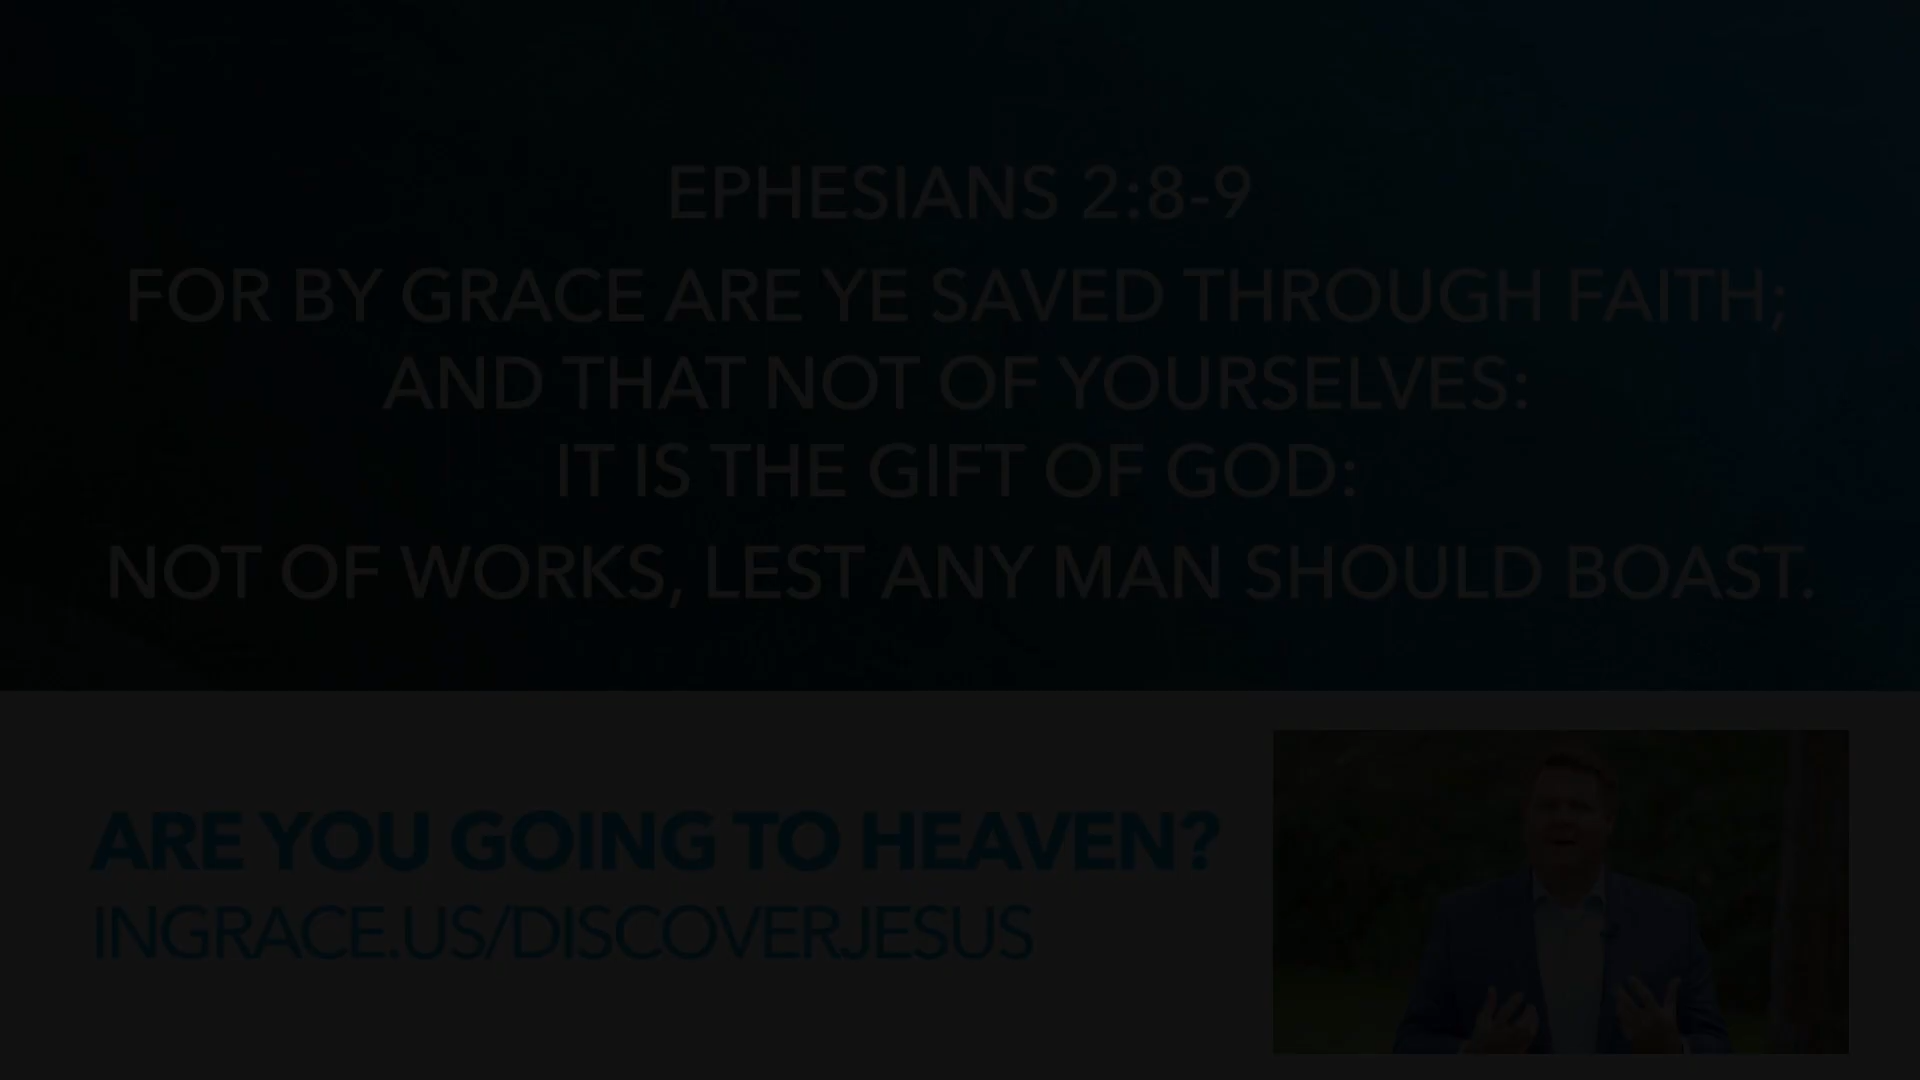 EPHESIANS 2:8-9
FOR BY GRACE ARE YE SAVED THROUGH FAITH;
AND THAT NOT OF YOURSELVES:
IT IS THE GIFT OF GOD:
NOT OF WORKS, LEST ANY MAN SHOULD BOAST.
ARE YOU GOING TO HEAVEN?
INGRACE.US/DISCOVERJESUS